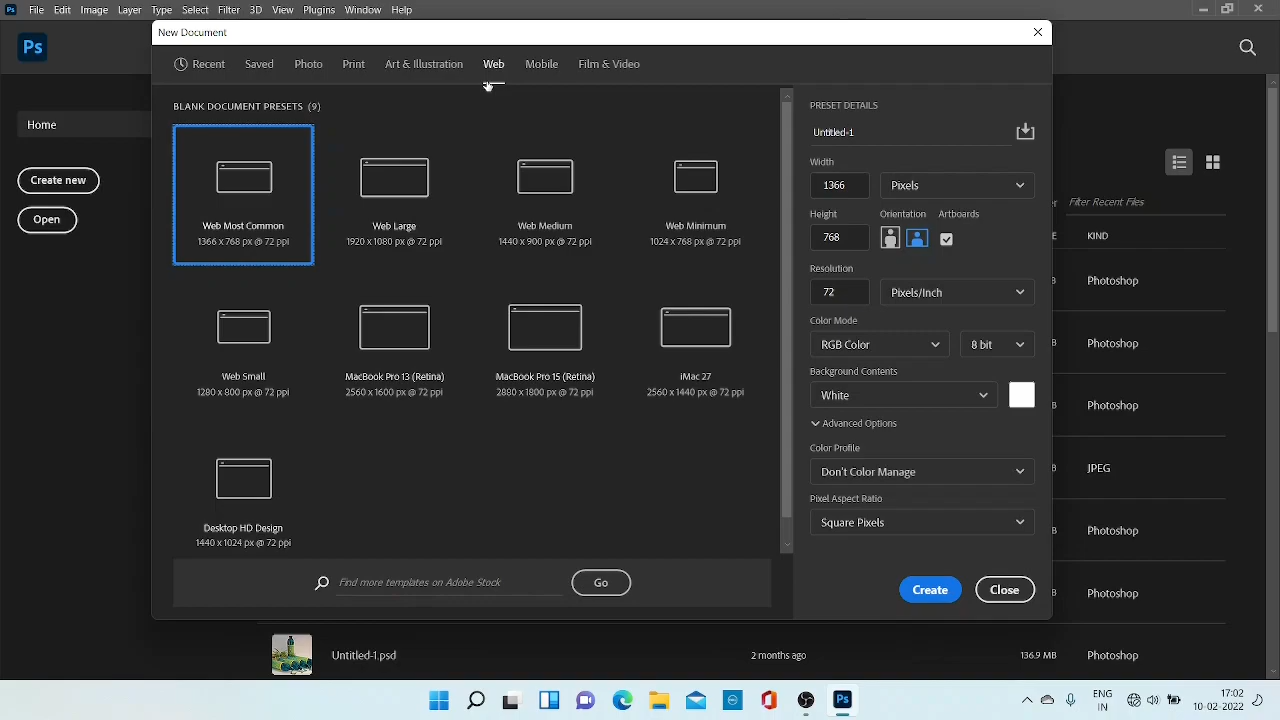 Ps File Edit Image Layer Type Select Filter 3D View Plugins Window Help
New Document
Ps
Recent Saved Photo Print Art & Illustration Web Mobile Film & Video
Home
Create new
Open
BLANK DOCUMENT PRESETS (9)
Web Most Common
1366 x 768 px @ 72 ppi
Web Large
1920 x 1080 px @ 72 ppi
Web Medium
1440 x 900 px @ 72 ppi
Web Minimum
1024 x 768 px @ 72 ppi
Web Small
1280 x 800 px @ 72 ppi
MacBook Pro 13 (Retina)
2560 x 1600 px @ 72 ppi
MacBook Pro 15 (Retina)
2880 x 1800 px @ 72 ppi
iMac 27
2560 x 1440 px @ 72 ppi
Desktop HD Design
1440 x 1024 px @ 72 ppi
Find more templates on Adobe Stock
Go
PRESET DETAILS
Untitled-1
Width
1366 Pixels
Height Orientation Artboards
768
Resolution
72 Pixels/Inch
Color Mode
RGB Color 8 bit
Background Contents
White
Advanced Options
Color Profile
Don't Color Manage
Pixel Aspect Ratio
Square Pixels
Create Close
Filter Recent Files
KIND
Photoshop
Photoshop
Photoshop
JPEG
Photoshop
Photoshop
Untitled-1.psd 2 months ago 136.9 MB Photoshop
Ps
ENG
IN
17:02
10-02-2022